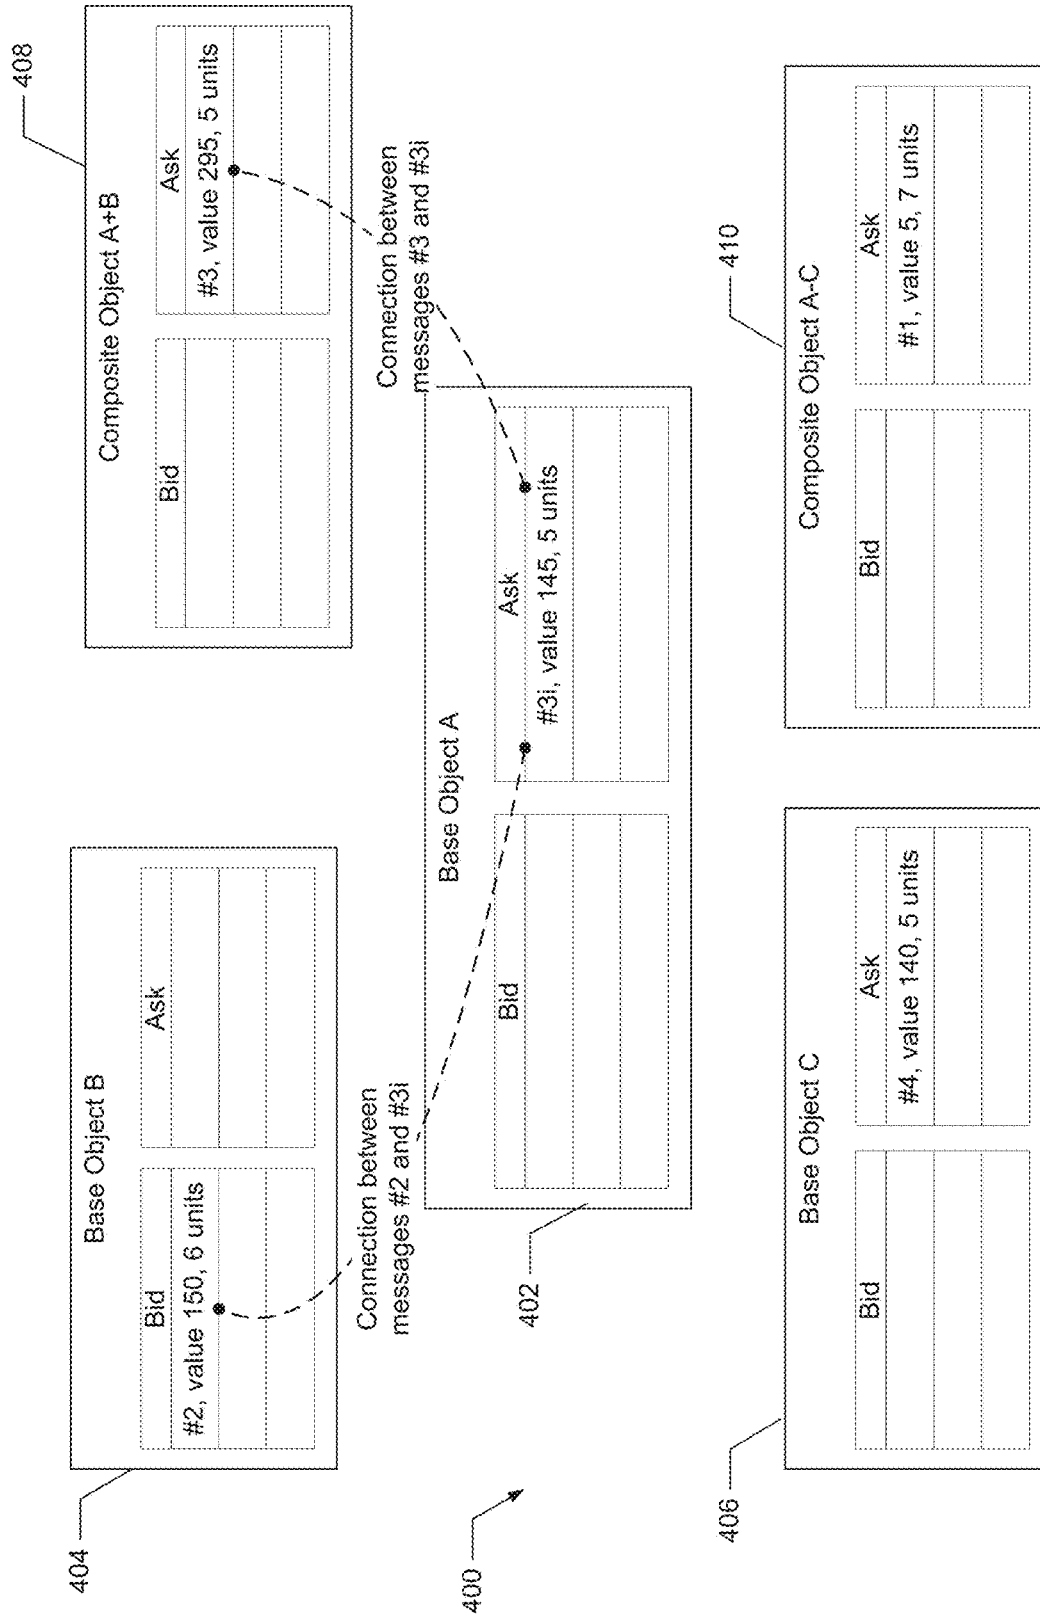 404
Base Object B
Bid
Ask
#2, value 150, 6 units
408
Composite Object A+B
Bid
Ask
#3, value 295, 5 units
Connection between
messages #2 and #3i
Connection between
messages #3 and #3i
400
402
Base Object A
Bid
Ask
#3i, value 145, 5 units
406
Base Object C
Bid
Ask
#4, value 140, 5 units
410
Composite Object A-C
Bid
Ask
#1, value 5, 7 units